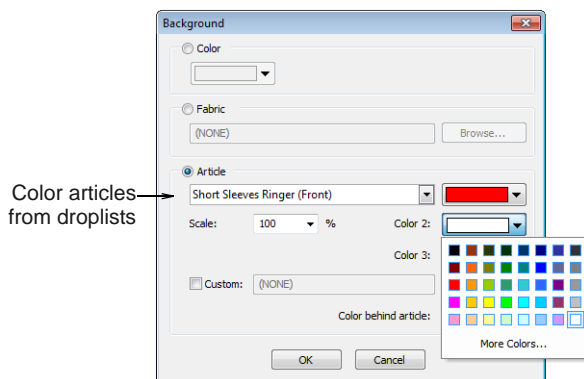 Background
Color
Fabric
(NONE)
Browse...
Article
Color articles
from droplists
Short Sleeves Ringer (Front)
Scale:
100
%
Color 2:
Color 3:
Custom:
(NONE)
Color behind article:
More Colors...
OK
Cancel